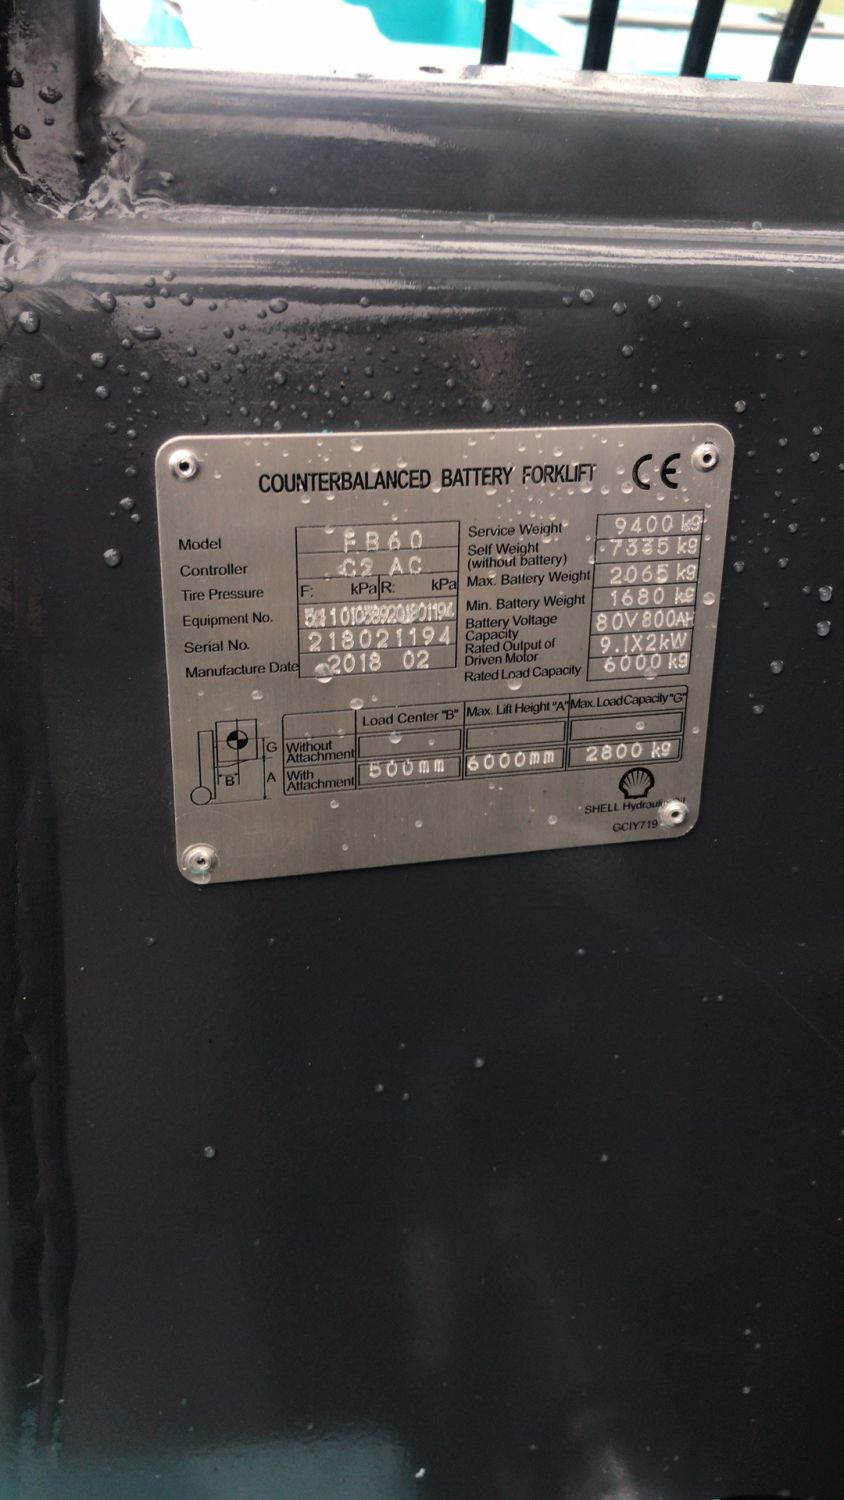 COUNTERBALANCED BATTERY FORKLIFT CE
Model FB60
Controller C2 AC
Tire Pressure F: kPa R: kPa
Equipment No.
Serial No. 218021194
Manufacture Date 2018 02
Service Weight 9400 kg
Self Weight (without battery) 7335 kg
Max. Battery Weight 2065 kg
Min. Battery Weight 1680 kg
Battery Voltage Capacity 80V800AH
Rated Output of Driven Motor 9.1X2kW
Rated Load Capacity 6000 kg
Load Center "B" Max. Lift Height "A" Max. Load Capacity "G"
Without Attachment
With Attachment 500mm 6000mm 2800 kg
G
A
B
SHELL Hydraulic Oil
GCIY719